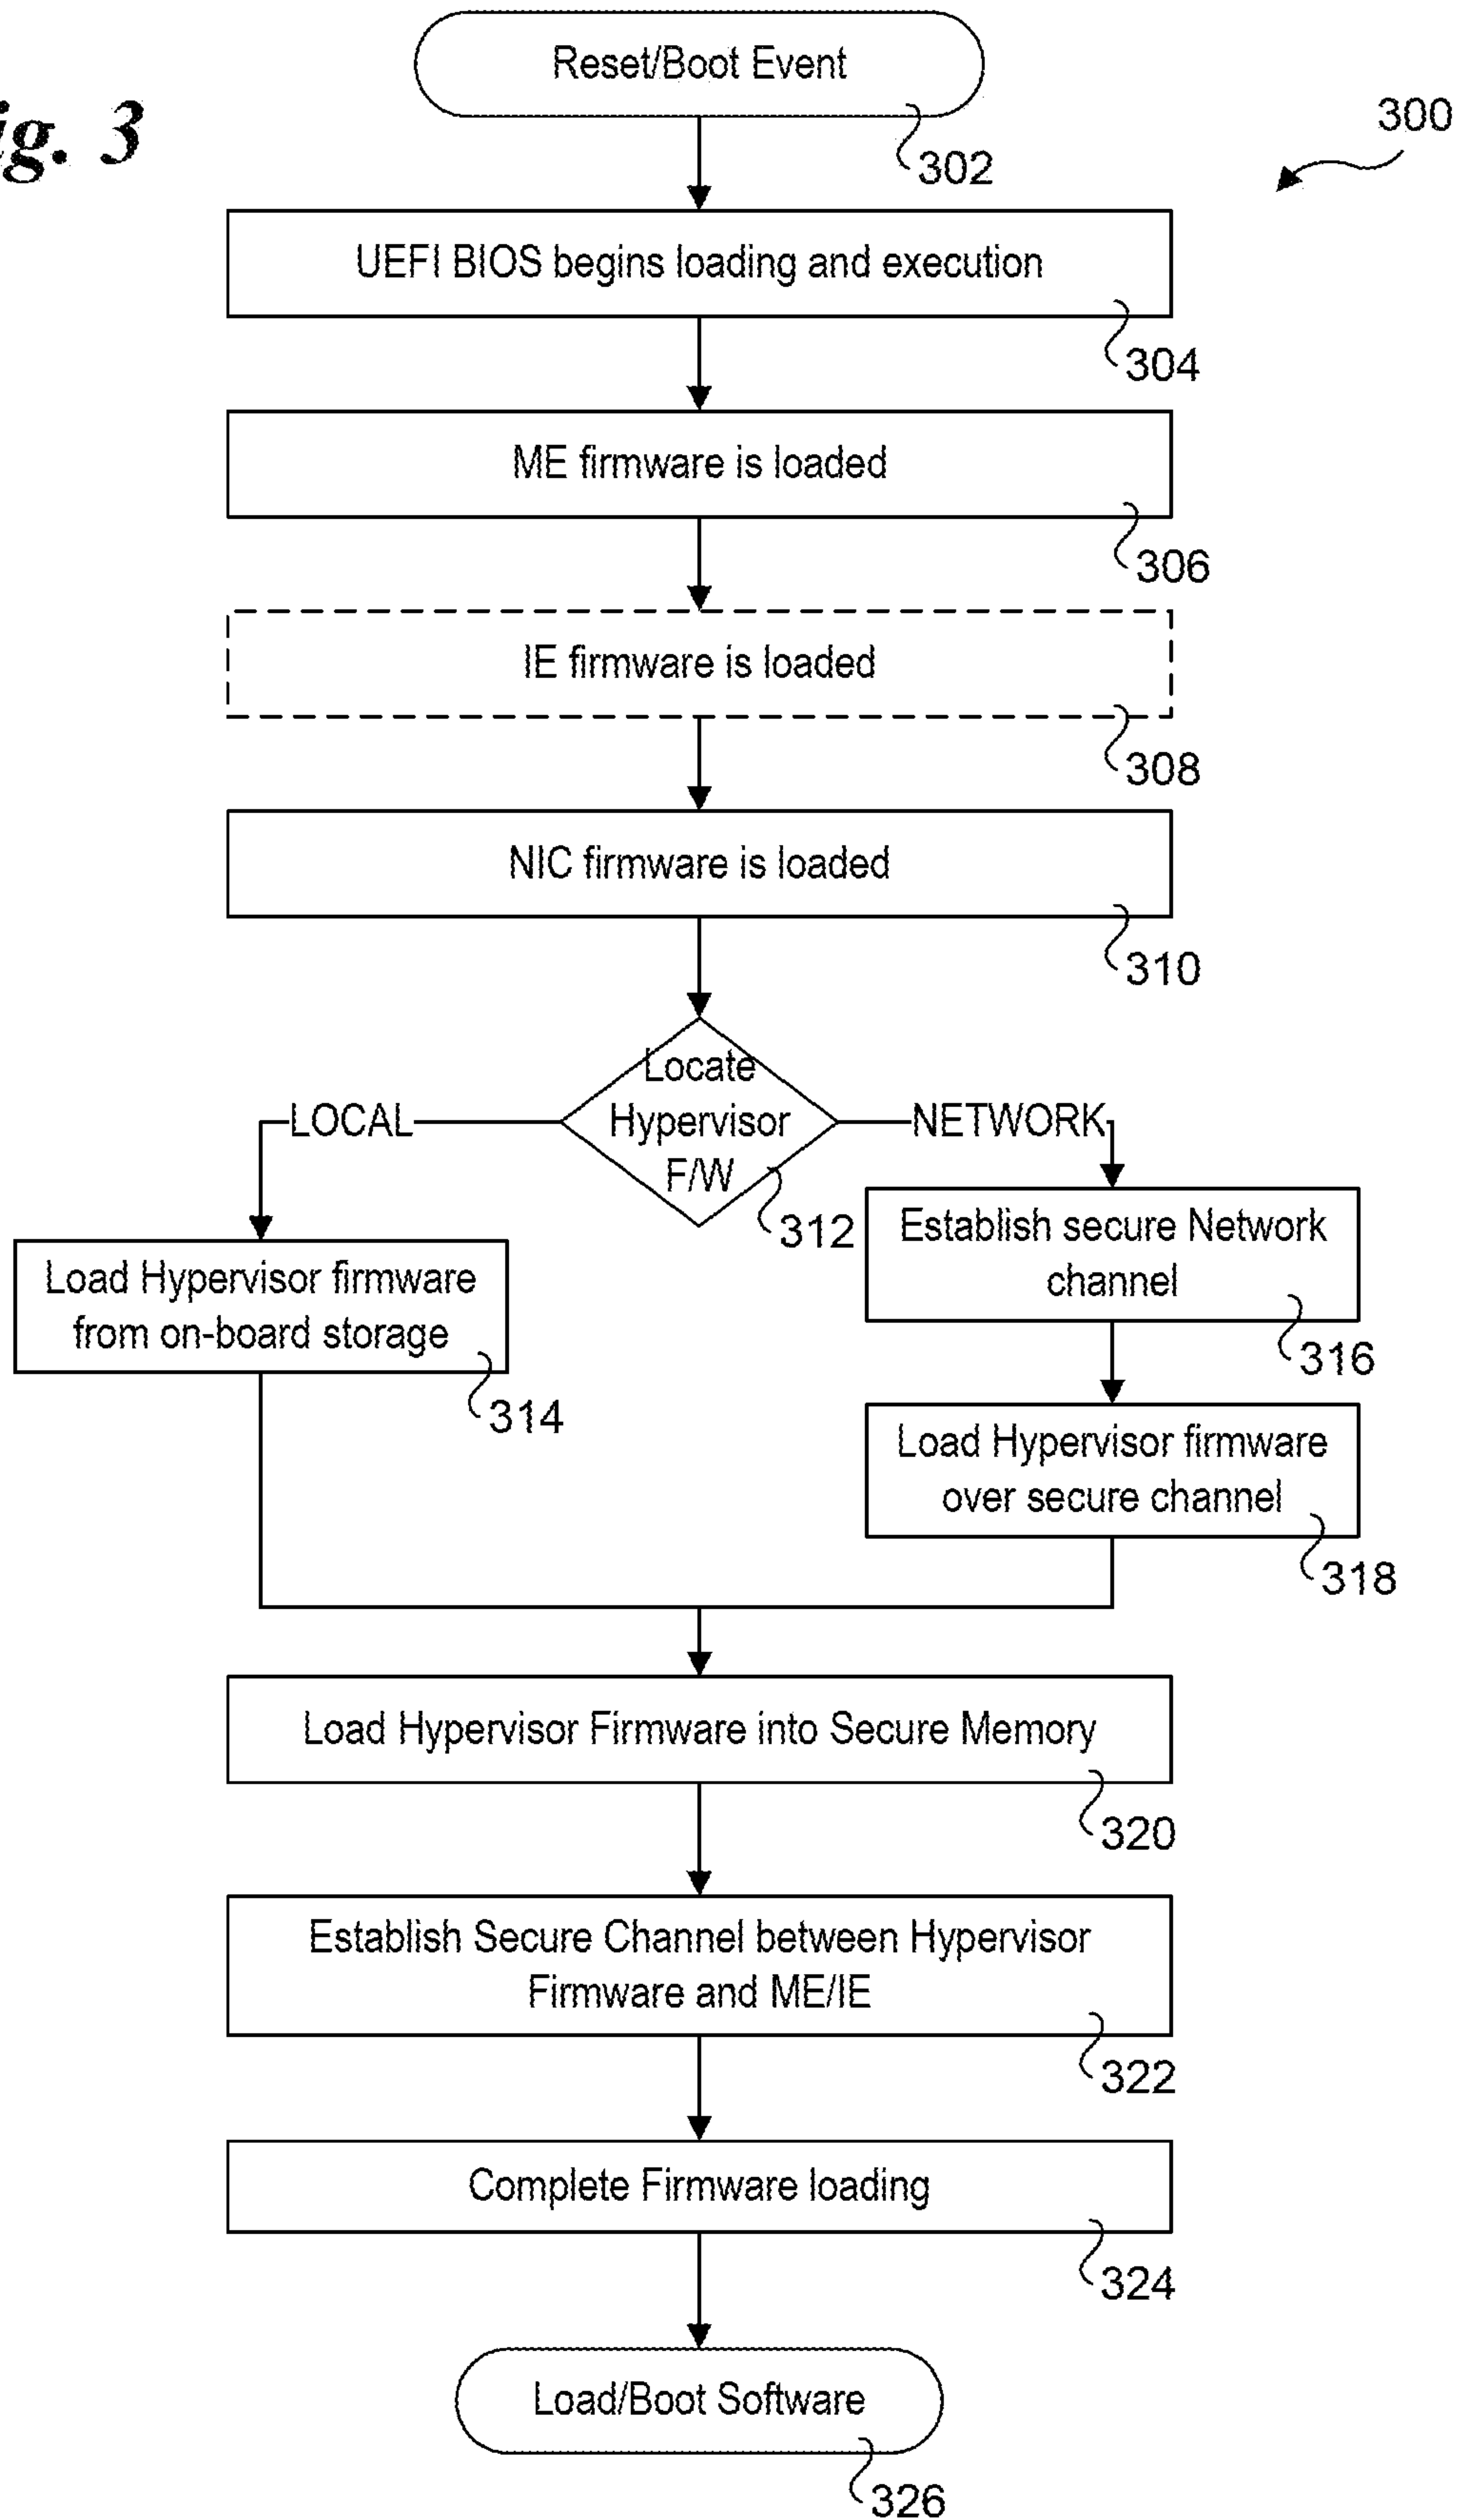 ig. 3
Reset/Boot Event
300
302
UEFI BIOS begins loading and execution
304
ME firmware is loaded
306
IE firmware is loaded
308
NIC firmware is loaded
310
Locate
Hypervisor
F/W
LOCAL
NETWORK
312
Load Hypervisor firmware
from on-board storage
314
Establish secure Network
channel
316
Load Hypervisor firmware
over secure channel
318
Load Hypervisor Firmware into Secure Memory
320
Establish Secure Channel between Hypervisor
Firmware and ME/IE
322
Complete Firmware loading
324
Load/Boot Software
326